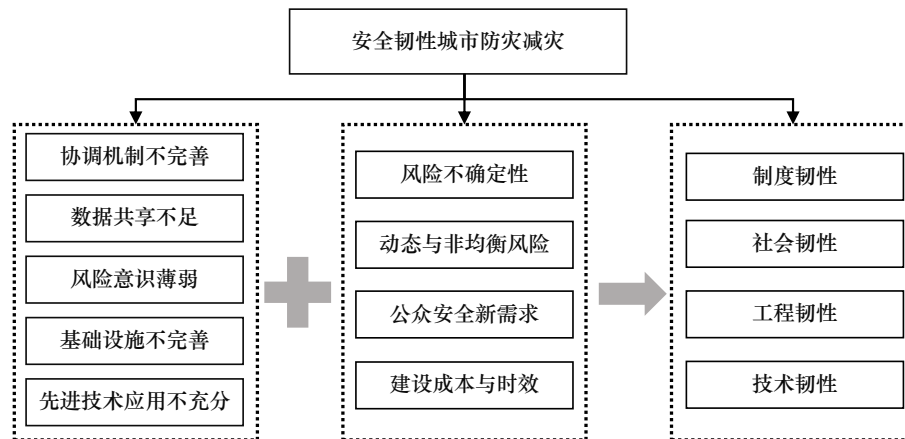 安全韧性城市防灾减灾
协调机制不完善
数据共享不足
风险意识薄弱
基础设施不完善
先进技术应用不充分
风险不确定性
动态与非均衡风险
公众安全新需求
建设成本与时效
制度韧性
社会韧性
工程韧性
技术韧性